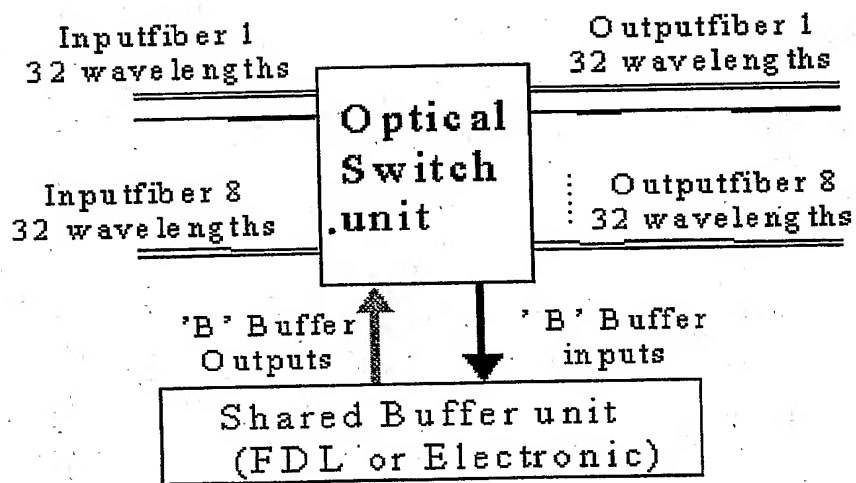 Inputfiber 1
32 wavelengths
Outputfiber 1
32 wavelengths
Optical
Switch
.unit
Inputfiber 8
32 wavelengths
Outputfiber 8
32 wavelengths
'B' Buffer
Outputs
'B' Buffer
inputs
Shared Buffer unit
(FDL or Electronic)